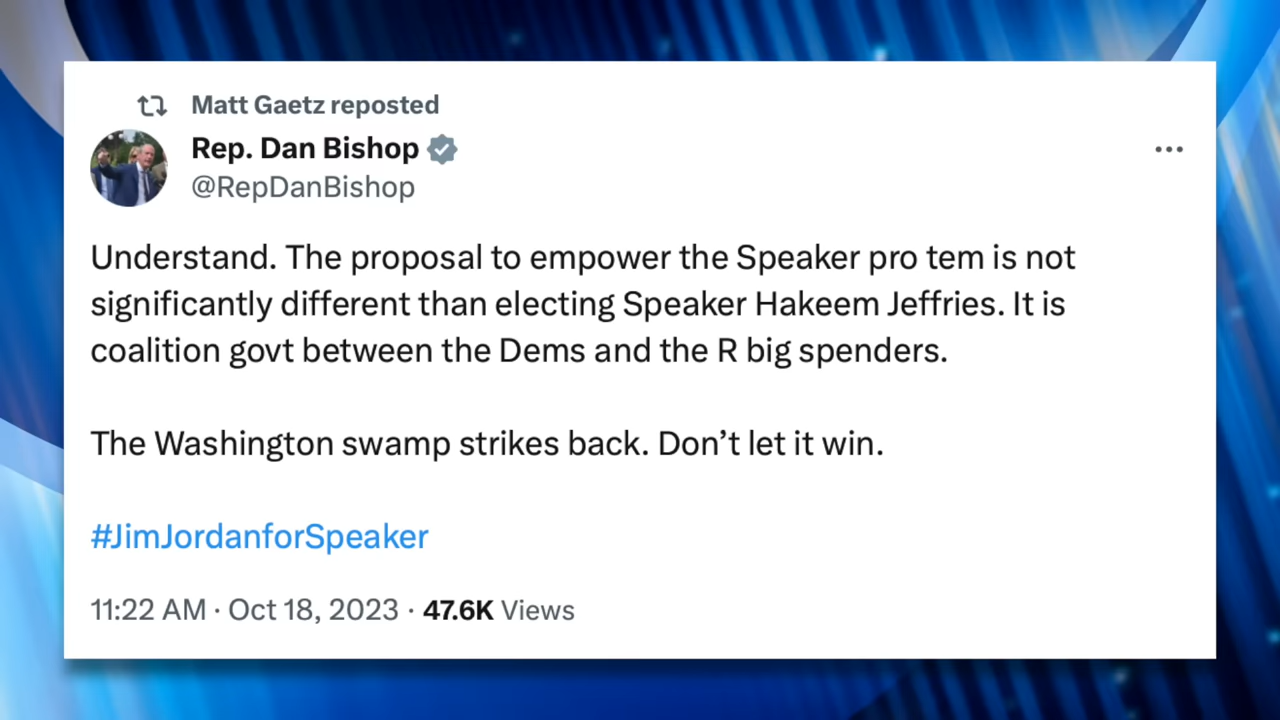 Matt Gaetz reposted
Rep. Dan Bishop
@RepDanBishop
Understand. The proposal to empower the Speaker pro tem is not
significantly different than electing Speaker Hakeem Jeffries. It is
coalition govt between the Dems and the R big spenders.
The Washington swamp strikes back. Don’t let it win.
#JimJordanforSpeaker
11:22 AM · Oct 18, 2023 · 47.6K Views